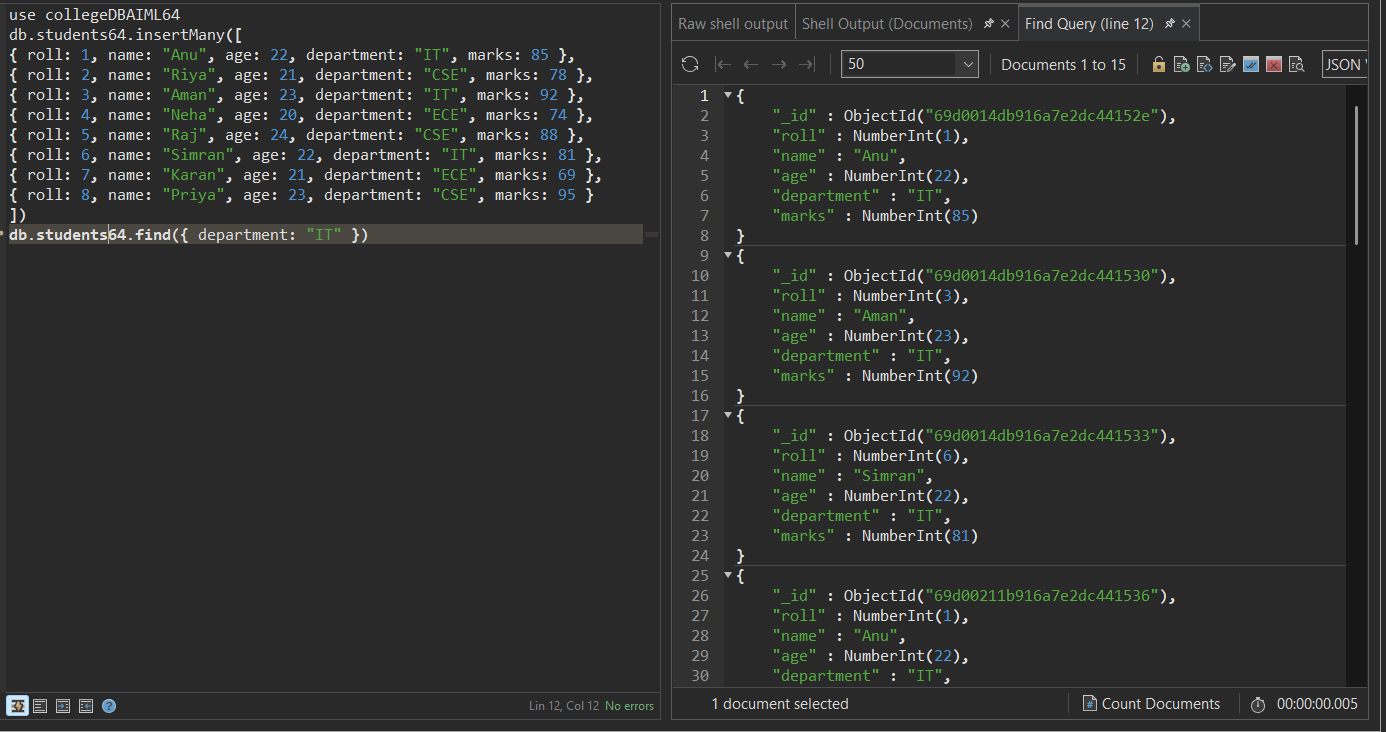 use collegeDBAIML64
db.students64.insertMany([
{ roll: 1, name: "Anu", age: 22, department: "IT", marks: 85 },
{ roll: 2, name: "Riya", age: 21, department: "CSE", marks: 78 },
{ roll: 3, name: "Aman", age: 23, department: "IT", marks: 92 },
{ roll: 4, name: "Neha", age: 20, department: "ECE", marks: 74 },
{ roll: 5, name: "Raj", age: 24, department: "CSE", marks: 88 },
{ roll: 6, name: "Simran", age: 22, department: "IT", marks: 81 },
{ roll: 7, name: "Karan", age: 21, department: "ECE", marks: 69 },
{ roll: 8, name: "Priya", age: 23, department: "CSE", marks: 95 }
])
db.students64.find({ department: "IT" })
Lin 12, Col 12 No errors
Raw shell output Shell Output (Documents) Find Query (line 12)
50 Documents 1 to 15 JSON
1 {
2 "_id" : ObjectId("69d0014db916a7e2dc44152e"),
3 "roll" : NumberInt(1),
4 "name" : "Anu",
5 "age" : NumberInt(22),
6 "department" : "IT",
7 "marks" : NumberInt(85)
8 }
9 {
10 "_id" : ObjectId("69d0014db916a7e2dc441530"),
11 "roll" : NumberInt(3),
12 "name" : "Aman",
13 "age" : NumberInt(23),
14 "department" : "IT",
15 "marks" : NumberInt(92)
16 }
17 {
18 "_id" : ObjectId("69d0014db916a7e2dc441533"),
19 "roll" : NumberInt(6),
20 "name" : "Simran",
21 "age" : NumberInt(22),
22 "department" : "IT",
23 "marks" : NumberInt(81)
24 }
25 {
26 "_id" : ObjectId("69d00211b916a7e2dc441536"),
27 "roll" : NumberInt(1),
28 "name" : "Anu",
29 "age" : NumberInt(22),
30 "department" : "IT",
1 document selected Count Documents 00:00:00.005